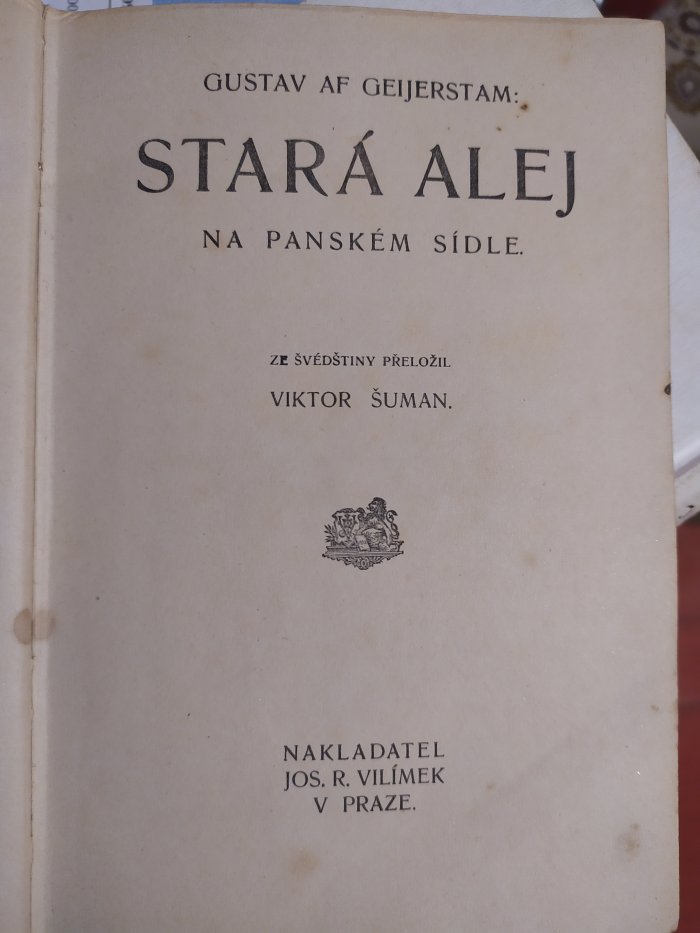 GUSTAV AF GEIJERSTAM:
STARÁ ALEJ
NA PANSKÉM SÍDLE.
ZE ŠVÉDŠTINY PŘELOŽIL
VIKTOR ŠUMAN.
NAKLADATEL
JOS. R. VILÍMEK
V PRAZE.